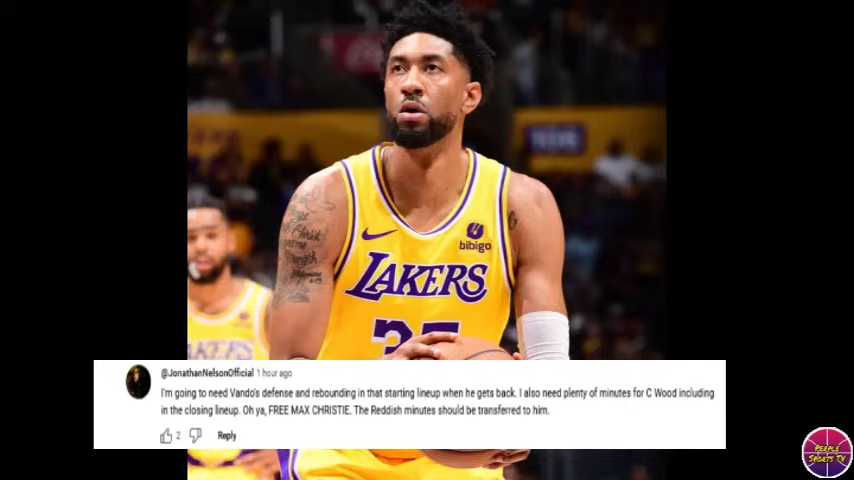 bibigo
LAKERS
35
@JonathanNelsonOfficial 1 hour ago
I'm going to need Vando's defense and rebounding in that starting lineup when he gets back. I also need plenty of minutes for C Wood including
in the closing lineup. Oh ya, FREE MAX CHRISTIE. The Reddish minutes should be transferred to him.
2
Reply
PURPLE
SPORTS TV